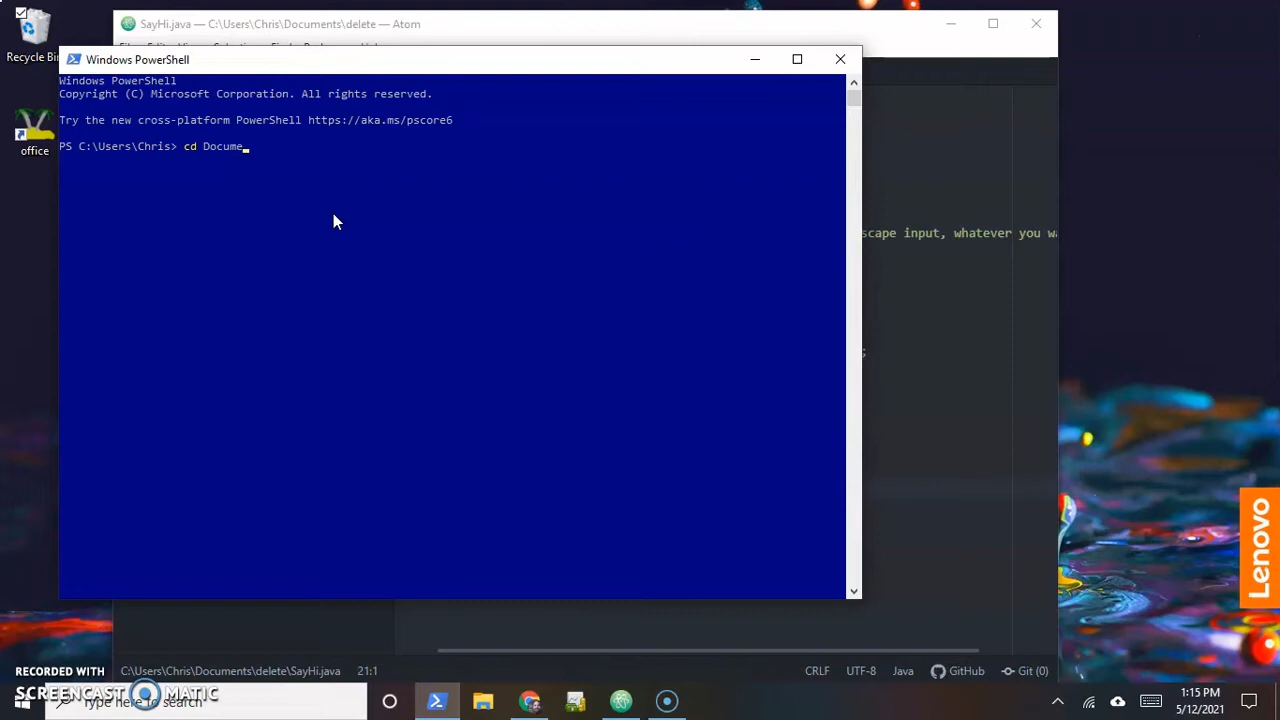 SayHi.java — C:\Users\Chris\Documents\delete — Atom
Recycle Bin
Windows PowerShell
Windows PowerShell
Copyright (C) Microsoft Corporation. All rights reserved.
Try the new cross-platform PowerShell https://aka.ms/pscore6
PS C:\Users\Chris> cd Docume
office
scape input, whatever you wa
;
Lenovo
RECORDED WITH
SCREENCAST MATIC
C:\Users\Chris\Documents\delete\SayHi.java 21:1
CRLF UTF-8 Java GitHub Git (0)
Type here to search
1:15 PM
5/12/2021